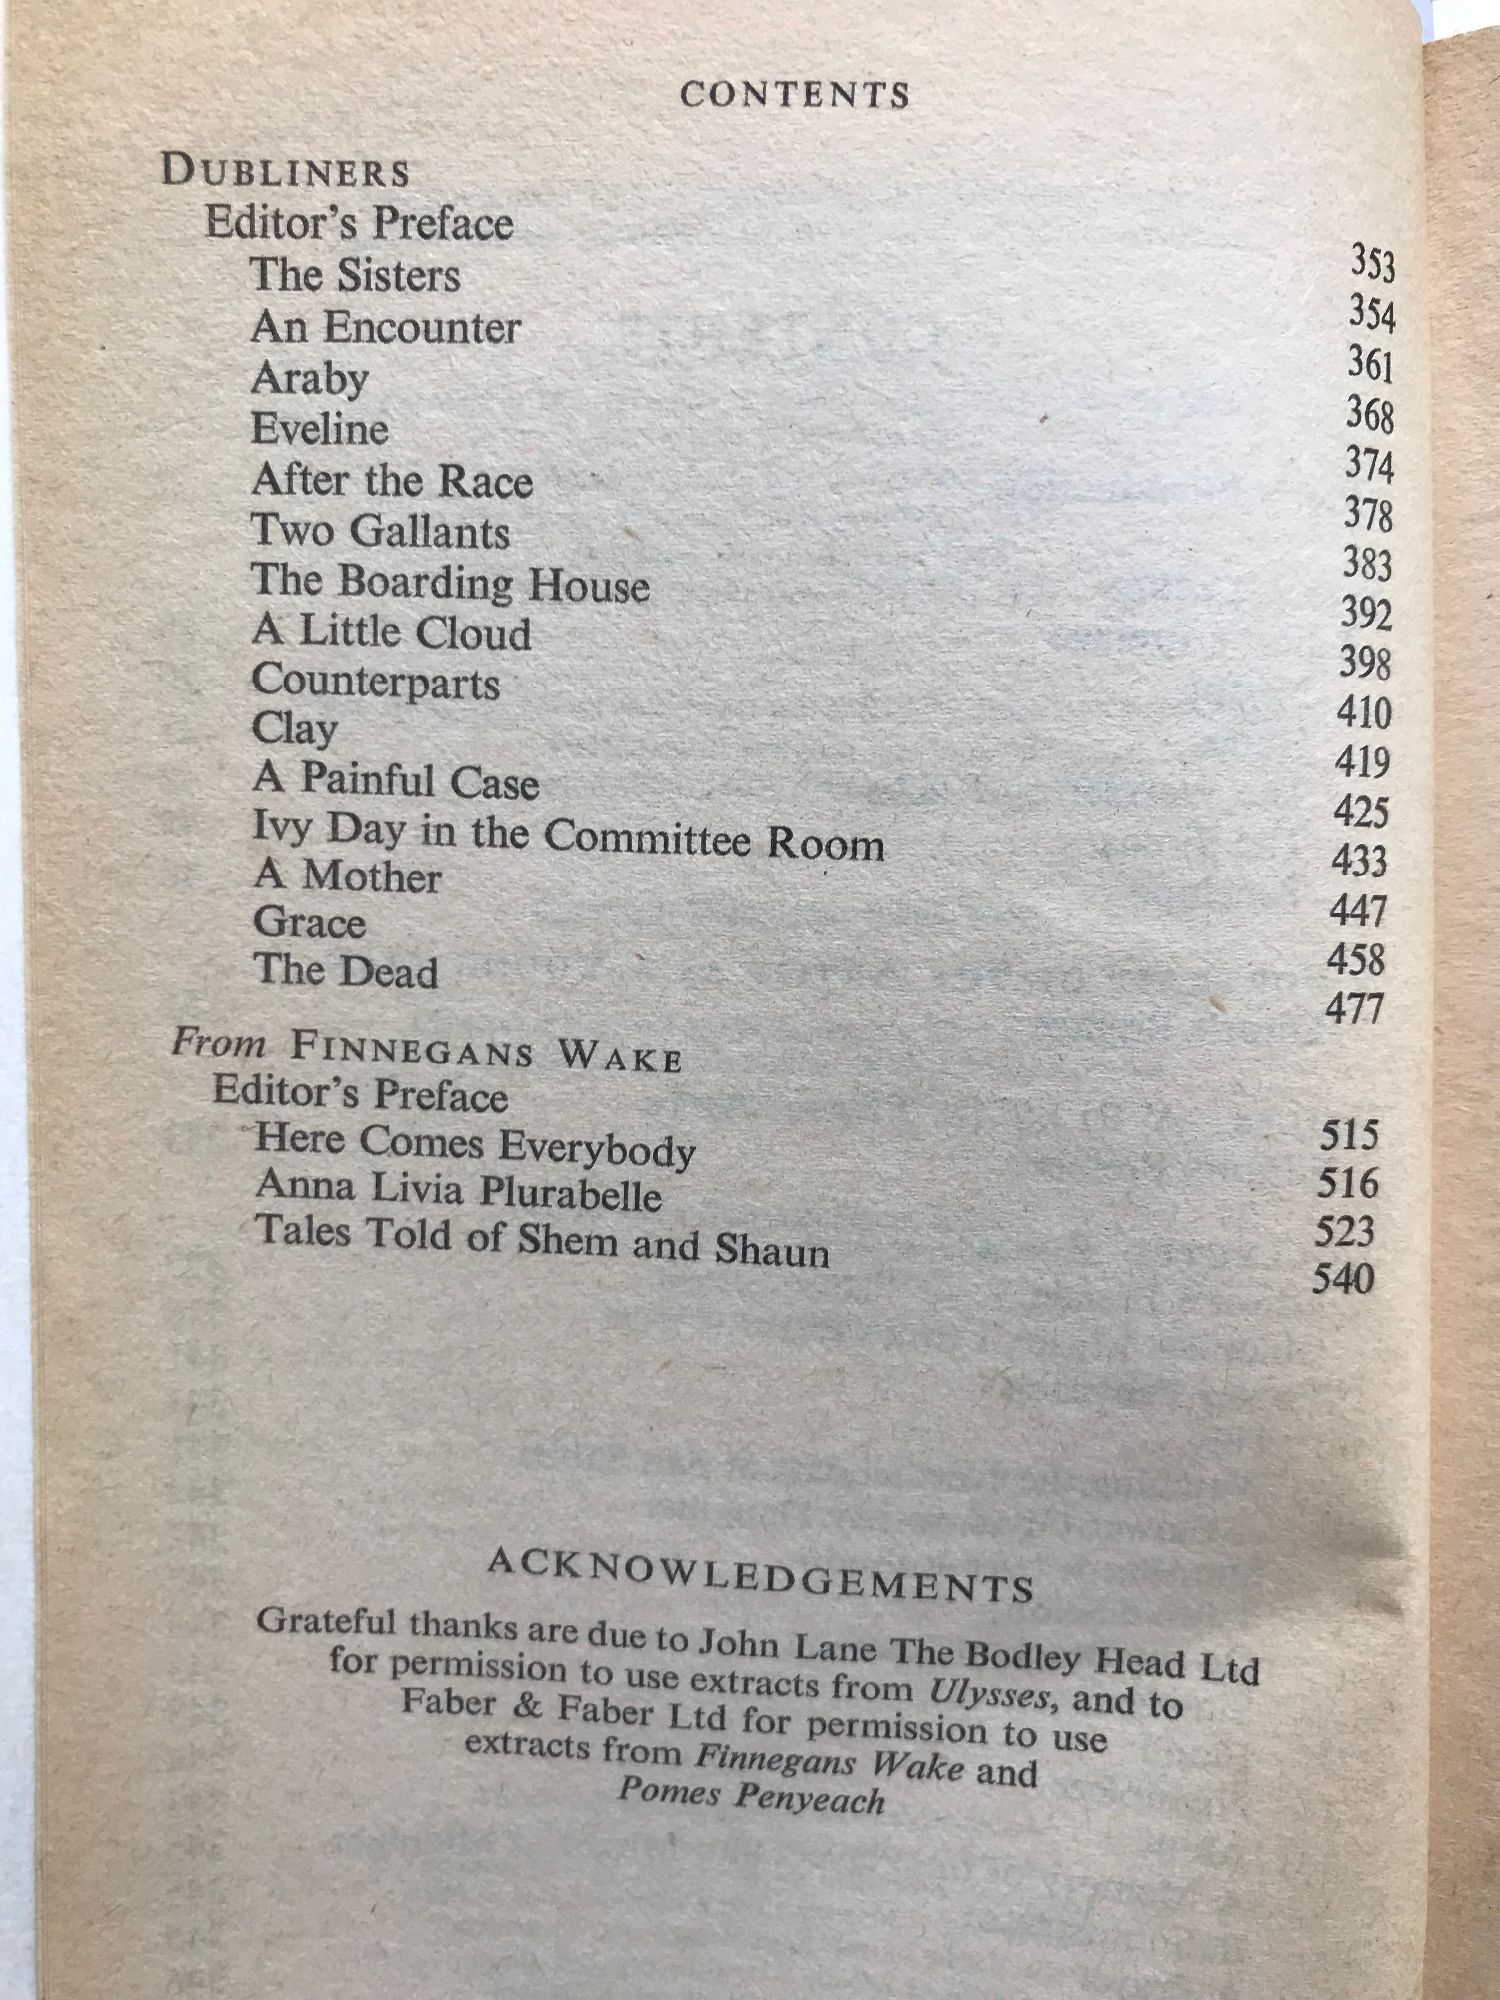 CONTENTS
DUBLINERS
Editor's Preface 353
The Sisters 354
An Encounter 361
Araby 368
Eveline 374
After the Race 378
Two Gallants 383
The Boarding House 392
A Little Cloud 398
Counterparts 410
Clay 419
A Painful Case 425
Ivy Day in the Committee Room 433
A Mother 447
Grace 458
The Dead 477
From FINNEGANS WAKE
Editor's Preface 515
Here Comes Everybody 516
Anna Livia Plurabelle 523
Tales Told of Shem and Shaun 540
ACKNOWLEDGEMENTS
Grateful thanks are due to John Lane The Bodley Head Ltd
for permission to use extracts from Ulysses, and to
Faber & Faber Ltd for permission to use
extracts from Finnegans Wake and
Pomes Penyeach